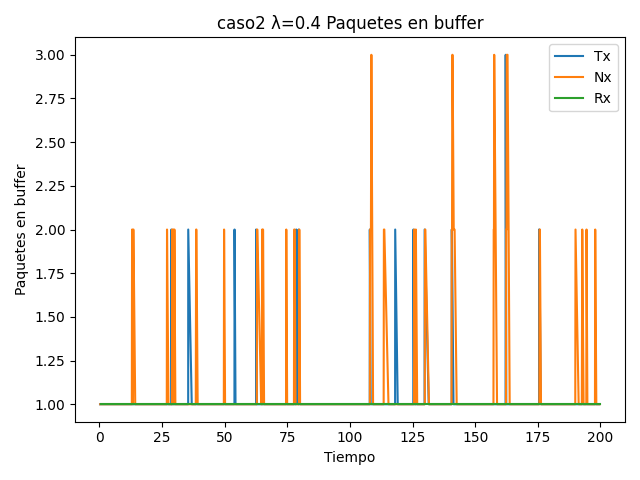 caso2 λ=0.4 Paquetes en buffer
Tx
Nx
Rx
Paquetes en buffer
3.00
2.75
2.50
2.25
2.00
1.75
1.50
1.25
1.00
0 25 50 75 100 125 150 175 200
Tiempo